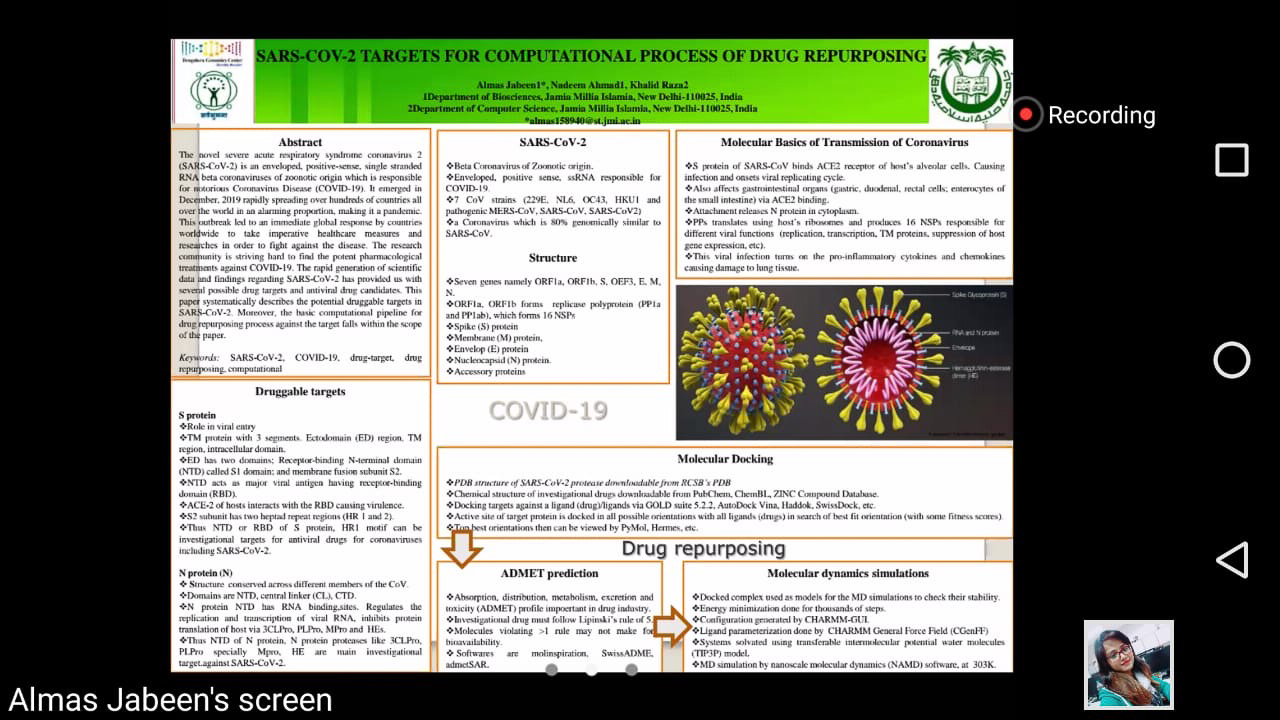 Drugdiscov Genomics Center
SARS-COV-2 TARGETS FOR COMPUTATIONAL PROCESS OF DRUG REPURPOSING
Almas Jabeen1*, Nadeem Ahmad1, Khalid Raza2
1Department of Biosciences, Jamia Millia Islamia, New Delhi-110025, India
2Department of Computer Science, Jamia Millia Islamia, New Delhi-110025, India
*almas158940@st.jmi.ac.in
Recording
Abstract
The novel severe acute respiratory syndrome coronavirus 2
(SARS-CoV-2) is an enveloped, positive-sense, single stranded
RNA beta coronaviruses of zoonotic origin which is responsible
for notorious Coronavirus Disease (COVID-19). It emerged in
December, 2019 rapidly spreading over hundreds of countries all
over the world in an alarming proportion, making it a pandemic.
This outbreak led to an immediate global response by countries
worldwide to take imperative healthcare measures and
researches in order to fight against the disease. The research
community is striving hard to find the potent pharmacological
treatments against COVID-19. The rapid generation of scientific
data and findings regarding SARS-CoV-2 has provided us with
several possible drug targets and antiviral drug candidates. This
paper systematically describes the potential druggable targets in
SARS-CoV-2. Moreover, the basic computational pipeline for
drug repurposing process against the target falls within the scope
of the paper.
Keywords: SARS-CoV-2, COVID-19, drug-target, drug
repurposing, computational
Druggable targets
S protein
❖Role in viral entry
❖TM protein with 3 segments. Ectodomain (ED) region, TM
region, intracellular domain.
❖ED has two domains; Receptor-binding N-terminal domain
(NTD) called S1 domain; and membrane fusion subunit S2.
❖NTD acts as major viral antigen having receptor-binding
domain (RBD).
❖ACE-2 of hosts interacts with the RBD causing virulence.
❖S2 subunit has two heptad repeat regions (HR 1 and 2).
❖Thus NTD or RBD of S protein, HR1 motif can be
investigational targets for antiviral drugs for coronaviruses
including SARS-CoV-2.
N protein (N)
❖ Structure conserved across different members of the CoV.
❖Domains are NTD, central linker (CL), CTD.
❖N protein NTD has RNA binding,sites. Regulates the
replication and transcription of viral RNA, inhibits protein
translation of host via 3CLPro, PLPro, MPro and HEs.
❖Thus NTD of N protein, N protein proteases like 3CLPro,
PLPro specially Mpro, HE are main investigational
target.against SARS-CoV-2.
SARS-CoV-2
❖Beta Coronavirus of Zoonotic origin.
❖Enveloped, positive sense, ssRNA responsible for
COVID-19.
❖7 CoV strains (229E, NL6, OC43, HKU1 and
pathogenic MERS-CoV, SARS-CoV, SARS-CoV2)
❖a Coronavirus which is 80% genomically similar to
SARS-CoV.
Structure
❖Seven genes namely ORF1a, ORF1b, S, OEF3, E, M,
N.
❖ORF1a, ORF1b forms replicase polyprotein (PP1a
and PP1ab), which forms 16 NSPs
❖Spike (S) protein
❖Membrane (M) protein,
❖Envelop (E) protein
❖Nucleocapsid (N) protein.
❖Accessory proteins
COVID-19
Molecular Basics of Transmission of Coronavirus
❖S protein of SARS-CoV binds ACE2 receptor of host's alveolar cells. Causing
infection and onsets viral replicating cycle.
❖Also affects gastrointestinal organs (gastric, duodenal, rectal cells; enterocytes of
the small intestine) via ACE2 binding.
❖Attachment releases N protein in cytoplasm.
❖PPs translates using host's ribosomes and produces 16 NSPs responsible for
different viral functions (replication, transcription, TM proteins, suppression of host
gene expression, etc).
❖This viral infection turns on the pro-inflammatory cytokines and chemokines
causing damage to lung tissue.
Spike Glycoprotein (S)
RNA and N protein
Envelope
Hemagglutinin-esterase
dimer (HE)
Molecular Docking
❖PDB structure of SARS-CoV-2 protease downloadable from RCSB's PDB
❖Chemical structure of investigational drugs downloadable from PubChem, ChemBL, ZINC Compound Database.
❖Docking targets against a ligand (drug)/ligands via GOLD suite 5.2.2, AutoDock Vina, Haddok, SwissDock, etc.
❖Active site of target protein is docked in all possible orientations with all ligands (drugs) in search of best fit orientation (with some fitness scores).
❖Top best orientations then can be viewed by PyMol, Hermes, etc.
Drug repurposing
ADMET prediction
❖Absorption, distribution, metabolism, excretion and
toxicity (ADMET) profile impoertant in drug industry.
❖Investigational drug must follow Lipinski's rule of 5.
❖Molecules violating >1 rule may not make for
bioavailability.
❖ Softwares are molinspiration, SwissADME,
admetSAR.
Molecular dynamics simulations
❖Docked complex used as models for the MD simulations to check their stability.
❖Energy minimization done for thousands of steps.
❖Configuration generated by CHARMM-GUI.
❖Ligand parameterization done by CHARMM General Force Field (CGenFF)
❖Systems solvated using transferable intermolecular potential water molecules
(TIP3P) model.
❖MD simulation by nanoscale molecular dynamics (NAMD) software, at 303K.
Almas Jabeen's screen